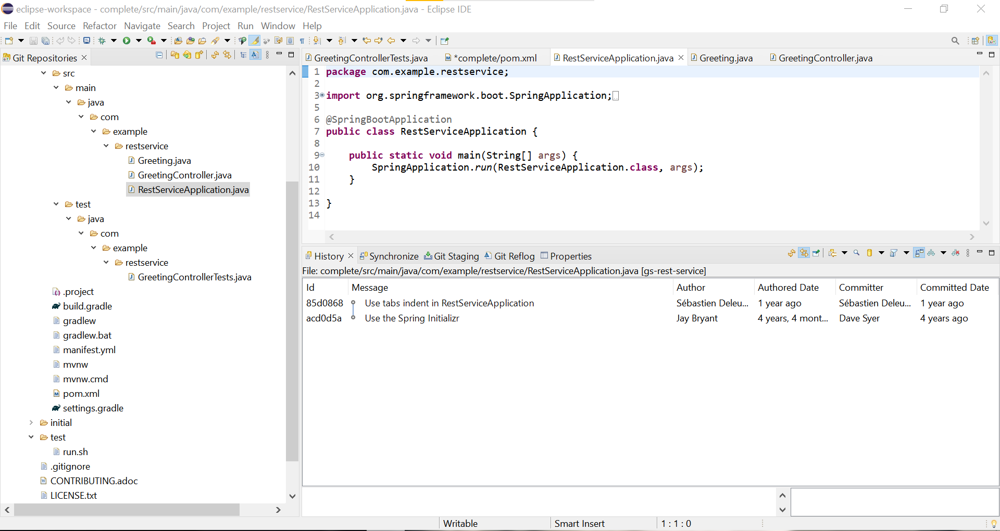 eclipse-workspace - complete/src/main/java/com/example/restservice/RestServiceApplication.java - Eclipse IDE
File Edit Source Refactor Navigate Search Project Run Window Help
Git Repositories
src
main
java
com
example
restservice
Greeting.java
GreetingController.java
RestServiceApplication.java
test
java
com
example
restservice
GreetingControllerTests.java
.project
build.gradle
gradlew
gradlew.bat
manifest.yml
mvnw
mvnw.cmd
pom.xml
settings.gradle
initial
test
run.sh
.gitignore
CONTRIBUTING.adoc
LICENSE.txt
GreetingControllerTests.java *complete/pom.xml RestServiceApplication.java Greeting.java GreetingController.java
1 package com.example.restservice;
2
3 import org.springframework.boot.SpringApplication;
5
6 @SpringBootApplication
7 public class RestServiceApplication {
8
9 public static void main(String[] args) {
10 SpringApplication.run(RestServiceApplication.class, args);
11 }
12
13 }
14
History Synchronize Git Staging Git Reflog Properties
File: complete/src/main/java/com/example/restservice/RestServiceApplication.java [gs-rest-service]
Id Message Author Authored Date Committer Committed Date
85d0868 Use tabs indent in RestServiceApplication Sébastien Deleu... 1 year ago Sébastien Deleu... 1 year ago
acd0d5a Use the Spring Initializr Jay Bryant 4 years, 4 mont... Dave Syer 4 years ago
Writable Smart Insert 1 : 1 : 0